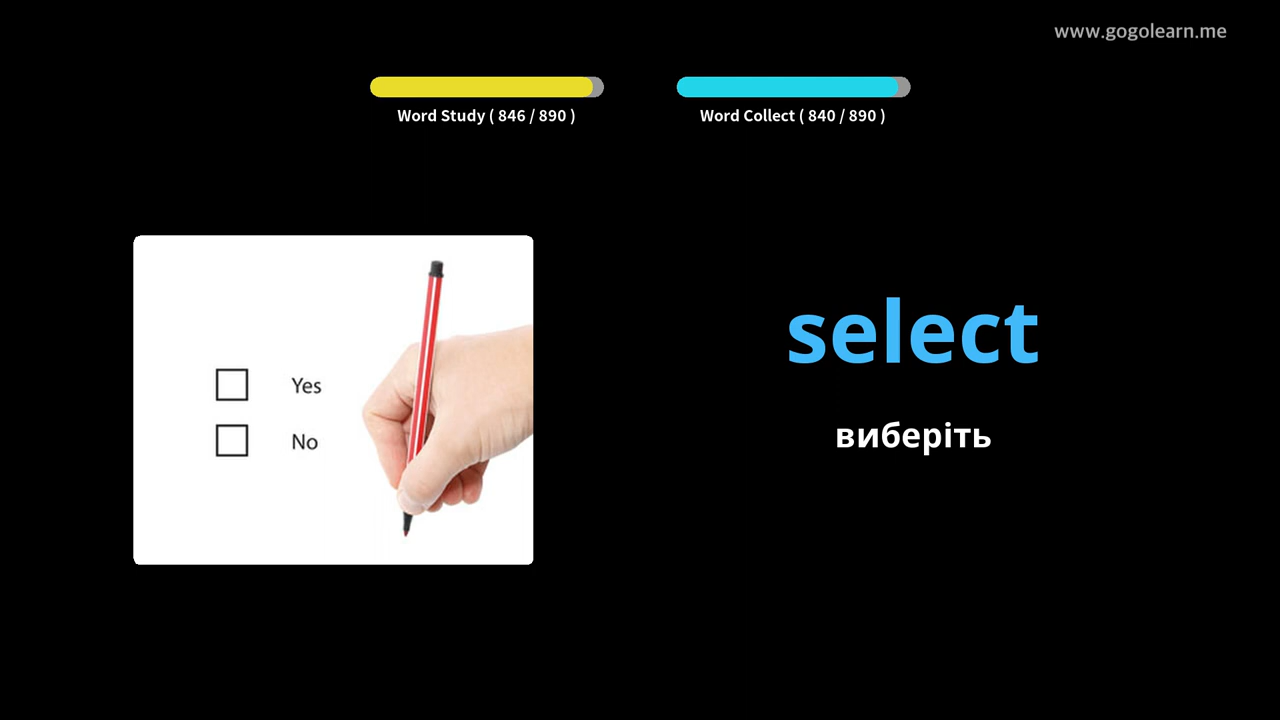 www.gogolearn.me
Word Study ( 846 / 890 )
Word Collect ( 840 / 890 )
Yes
No
select
виберіть